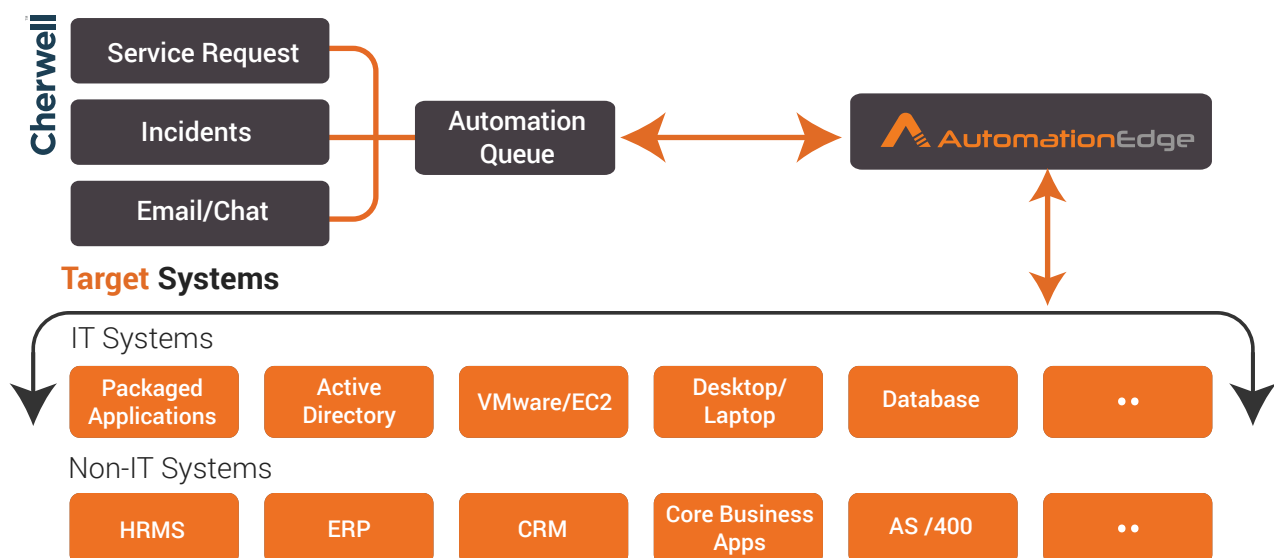 Cherwell
Service Request
Incidents
Email/Chat
Automation
Queue
AutomationEdge
Target Systems
IT Systems
Packaged
Applications
Active
Directory
VMware/EC2
Desktop/
Laptop
Database
••
Non-IT Systems
HRMS
ERP
CRM
Core Business
Apps
AS /400
••